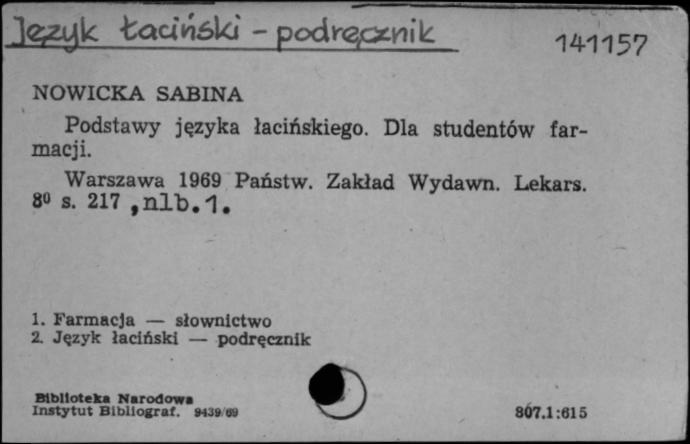 Język łaciński - podręcznik
141157
NOWICKA SABINA
Podstawy języka łacińskiego. Dla studentów far-
macji.
Warszawa 1969 Państw. Zakład Wydawn. Lekars.
8⁰ s. 217 ,nlb.1.
1. Farmacja — słownictwo
2. Język łaciński — podręcznik
Biblioteka Narodowa
Instytut Bibliograf. 9439/69
807.1:615